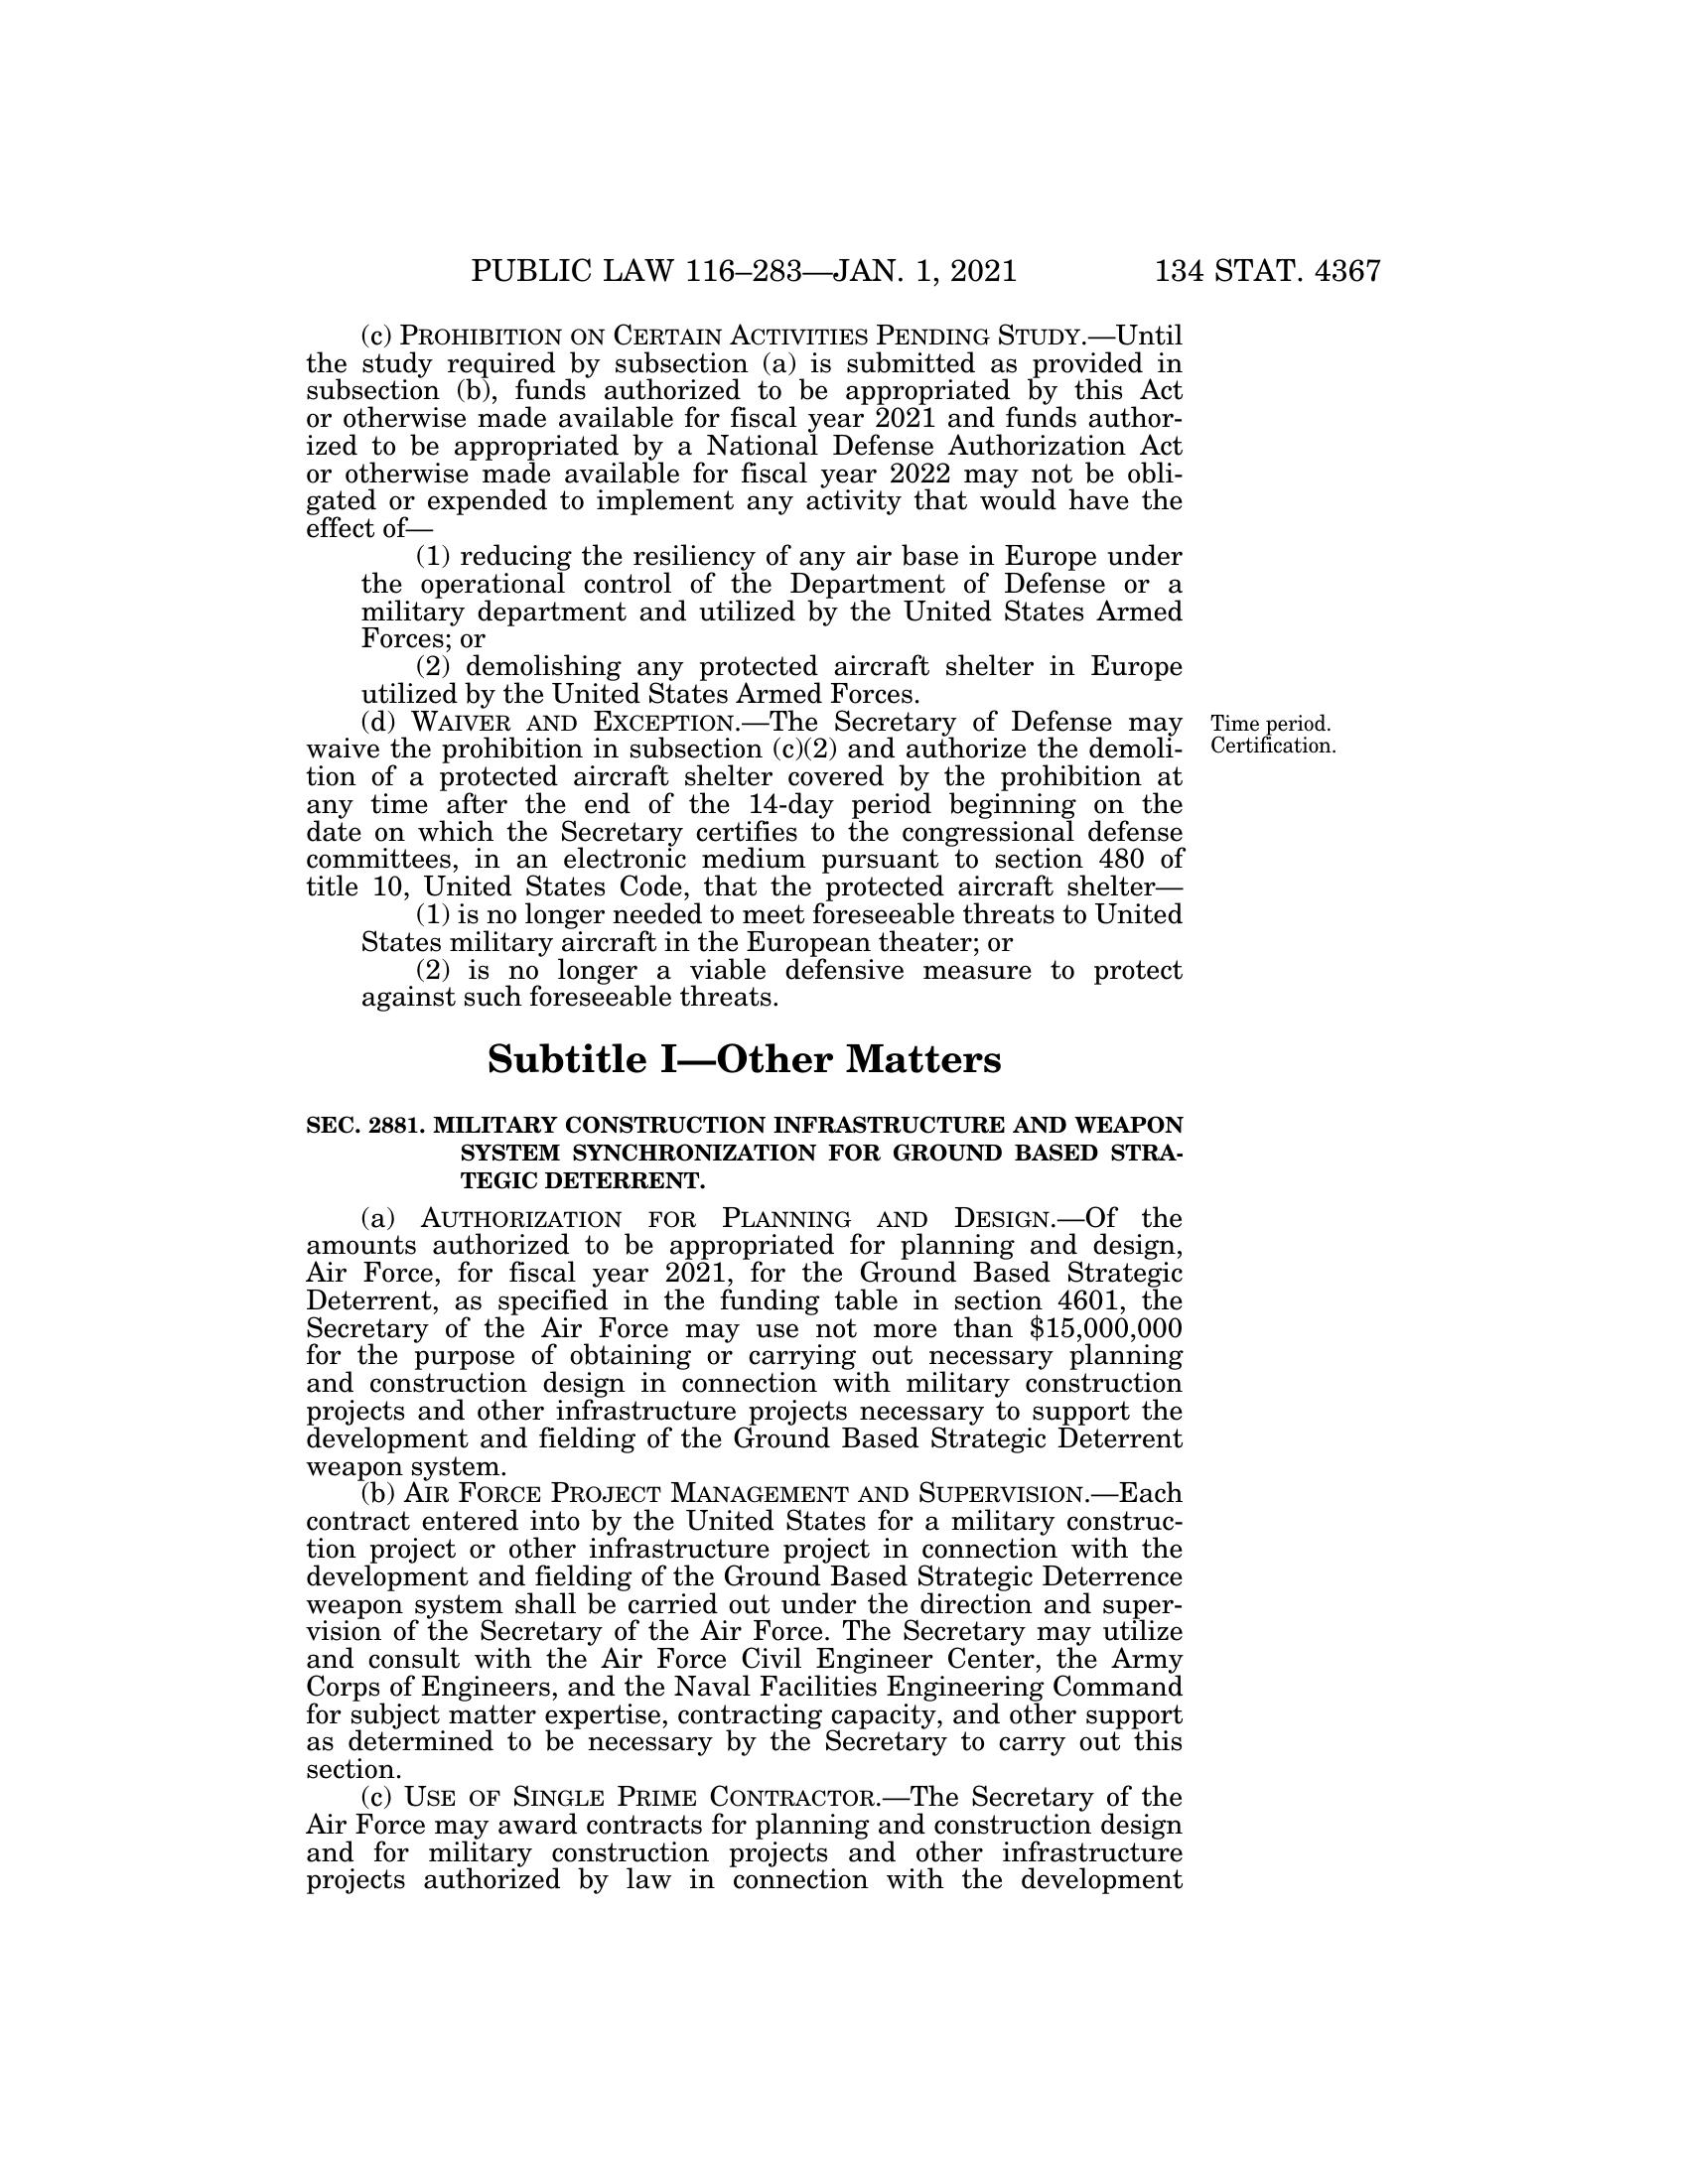 PUBLIC LAW 116–283—JAN. 1, 2021 134 STAT. 4367
(c) PROHIBITION ON CERTAIN ACTIVITIES PENDING STUDY.—Until
the study required by subsection (a) is submitted as provided in
subsection (b), funds authorized to be appropriated by this Act
or otherwise made available for fiscal year 2021 and funds author-
ized to be appropriated by a National Defense Authorization Act
or otherwise made available for fiscal year 2022 may not be obli-
gated or expended to implement any activity that would have the
effect of—
(1) reducing the resiliency of any air base in Europe under
the operational control of the Department of Defense or a
military department and utilized by the United States Armed
Forces; or
(2) demolishing any protected aircraft shelter in Europe
utilized by the United States Armed Forces.
(d) WAIVER AND EXCEPTION.—The Secretary of Defense may
waive the prohibition in subsection (c)(2) and authorize the demoli-
tion of a protected aircraft shelter covered by the prohibition at
any time after the end of the 14-day period beginning on the
date on which the Secretary certifies to the congressional defense
committees, in an electronic medium pursuant to section 480 of
title 10, United States Code, that the protected aircraft shelter—
(1) is no longer needed to meet foreseeable threats to United
States military aircraft in the European theater; or
(2) is no longer a viable defensive measure to protect
against such foreseeable threats.
Time period.
Certification.
Subtitle I—Other Matters
SEC. 2881. MILITARY CONSTRUCTION INFRASTRUCTURE AND WEAPON
SYSTEM SYNCHRONIZATION FOR GROUND BASED STRA-
TEGIC DETERRENT.
(a) AUTHORIZATION FOR PLANNING AND DESIGN.—Of the
amounts authorized to be appropriated for planning and design,
Air Force, for fiscal year 2021, for the Ground Based Strategic
Deterrent, as specified in the funding table in section 4601, the
Secretary of the Air Force may use not more than $15,000,000
for the purpose of obtaining or carrying out necessary planning
and construction design in connection with military construction
projects and other infrastructure projects necessary to support the
development and fielding of the Ground Based Strategic Deterrent
weapon system.
(b) AIR FORCE PROJECT MANAGEMENT AND SUPERVISION.—Each
contract entered into by the United States for a military construc-
tion project or other infrastructure project in connection with the
development and fielding of the Ground Based Strategic Deterrence
weapon system shall be carried out under the direction and super-
vision of the Secretary of the Air Force. The Secretary may utilize
and consult with the Air Force Civil Engineer Center, the Army
Corps of Engineers, and the Naval Facilities Engineering Command
for subject matter expertise, contracting capacity, and other support
as determined to be necessary by the Secretary to carry out this
section.
(c) USE OF SINGLE PRIME CONTRACTOR.—The Secretary of the
Air Force may award contracts for planning and construction design
and for military construction projects and other infrastructure
projects authorized by law in connection with the development